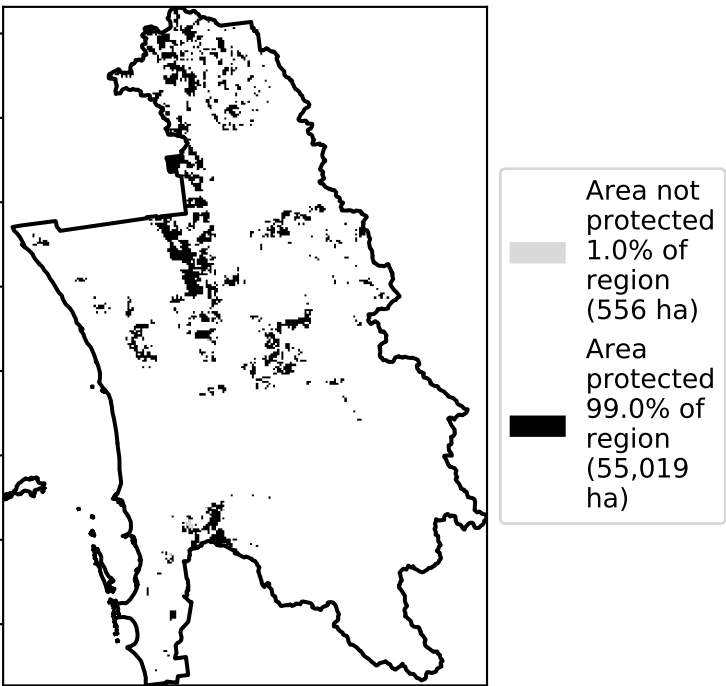 Area not
protected
1.0% of
region
(556 ha)
Area
protected
99.0% of
region
(55,019
ha)